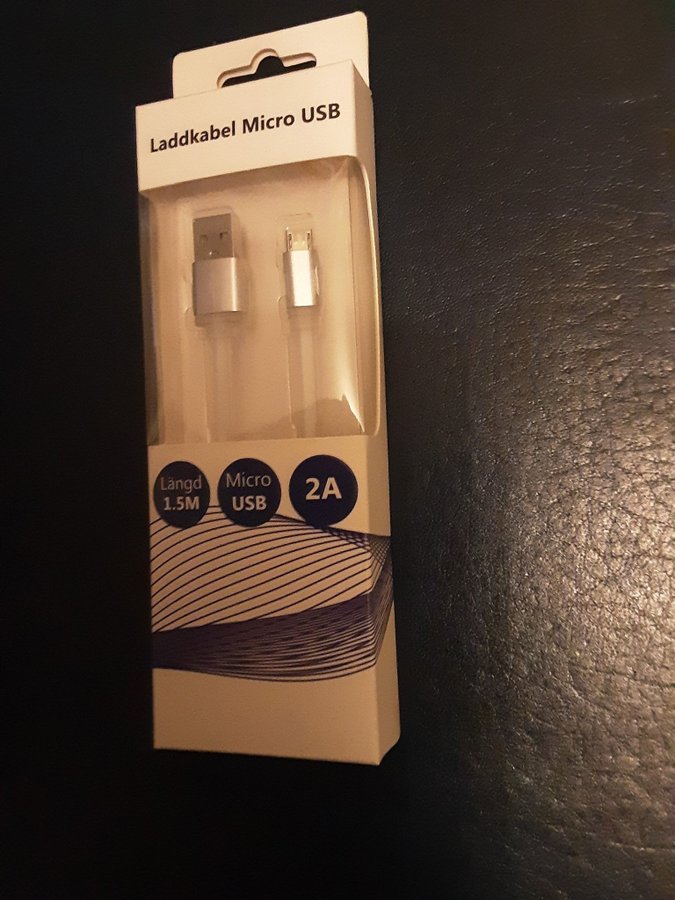 Laddkabel Micro USB
Längd
1.5M
Micro
USB
2A